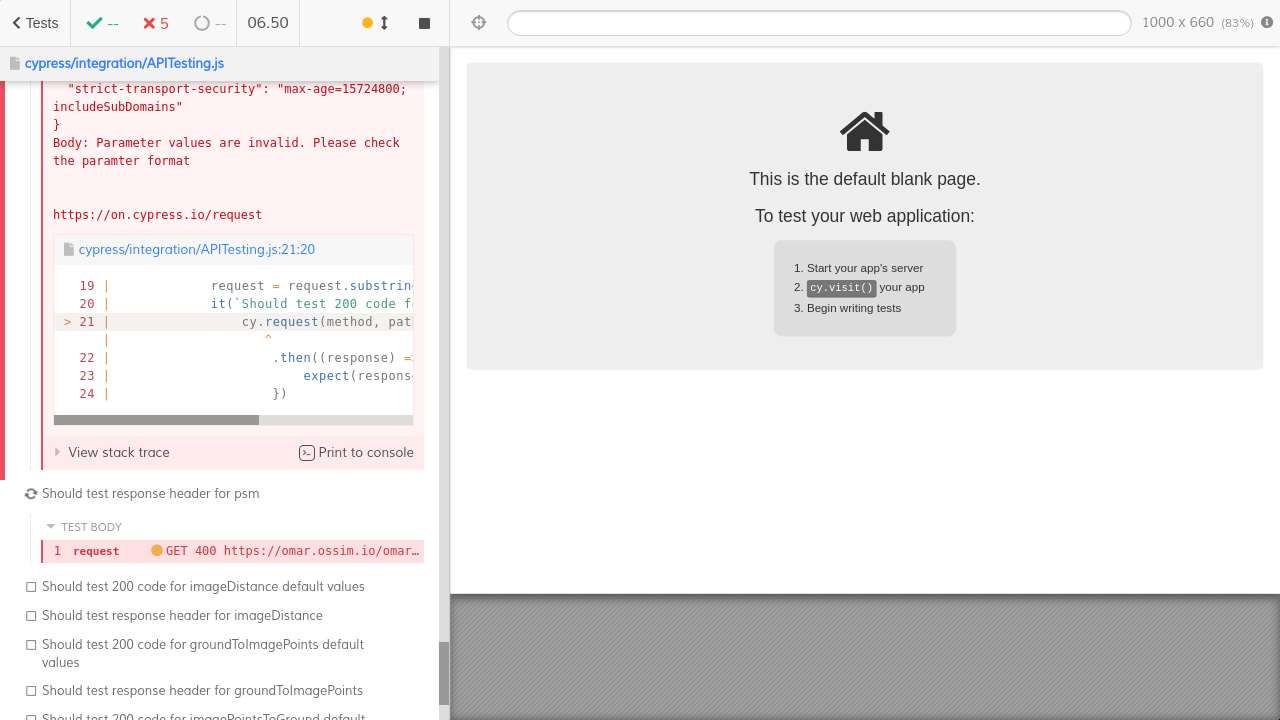 Tests
--
5
--
06.50
1000 x 660 (83%)
cypress/integration/APITesting.js
"strict-transport-security": "max-age=15724800;
includeSubDomains"
}
Body: Parameter values are invalid. Please check
the paramter format
https://on.cypress.io/request
cypress/integration/APITesting.js:21:20
19 | request = request.substring
20 | it(`Should test 200 code fo
> 21 | cy.request(method, path
| ^
22 | .then((response) =>
23 | expect(response
24 | })
View stack trace
Print to console
Should test response header for psm
TEST BODY
1 request GET 400 https://omar.ossim.io/omar…
Should test 200 code for imageDistance default values
Should test response header for imageDistance
Should test 200 code for groundToImagePoints default
values
Should test response header for groundToImagePoints
Should test 200 code for imagePointsToGround default
This is the default blank page.
To test your web application:
1. Start your app's server
2. cy.visit() your app
3. Begin writing tests